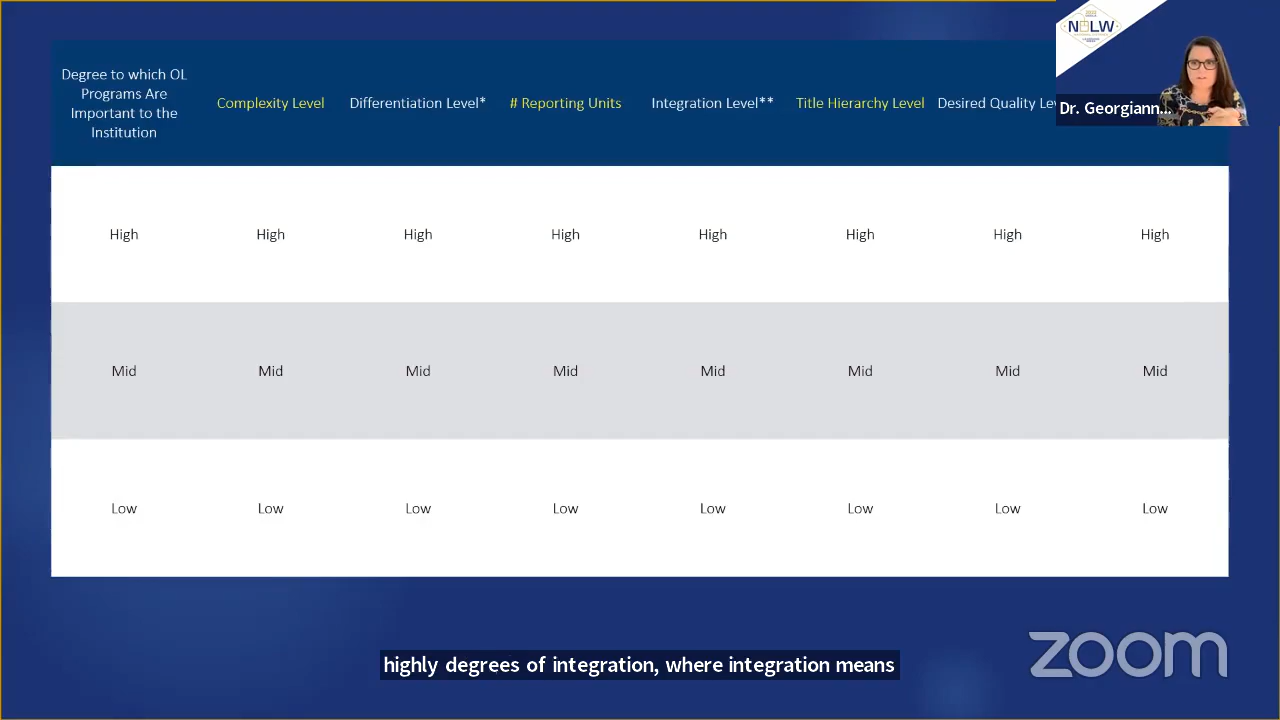 Degree to which OL
Programs Are
Important to the
Institution
Complexity Level
Differentiation Level*
# Reporting Units
Integration Level**
Title Hierarchy Level
Desired Quality
NLW
Dr. Georgiann...
High High High High High High High High
Mid Mid Mid Mid Mid Mid Mid Mid
Low Low Low Low Low Low Low Low
highly degrees of integration, where integration means
zoom